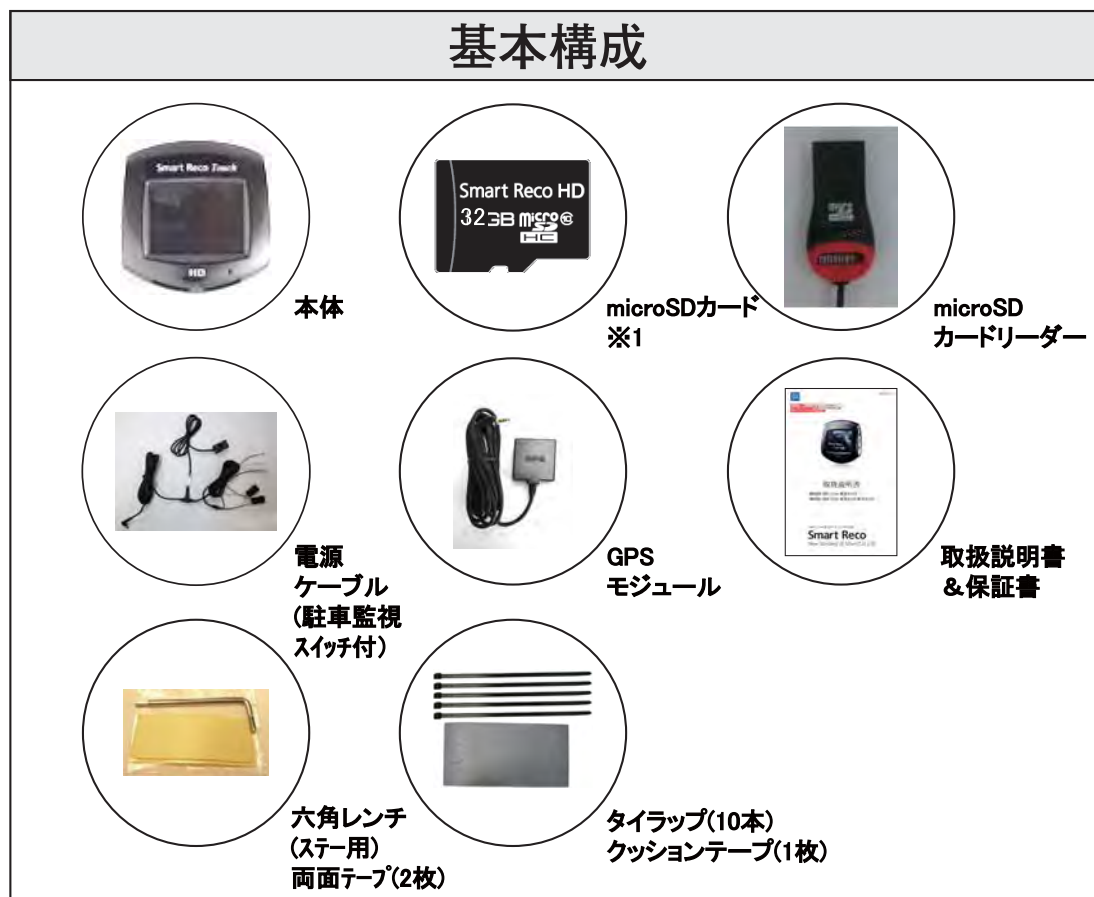 基本構成
Smart Reco Touch
HD
本体
Smart Reco HD
32GB micro SD HC
microSDカード
※1
microSD
カードリーダー
電源
ケーブル
(駐車監視
スイッチ付)
GPS
GPS
モジュール
取扱説明書
Smart Reco
取扱説明書
&保証書
六角レンチ
(ステー用)
両面テープ(2枚)
タイラップ(10本)
クッションテープ(1枚)